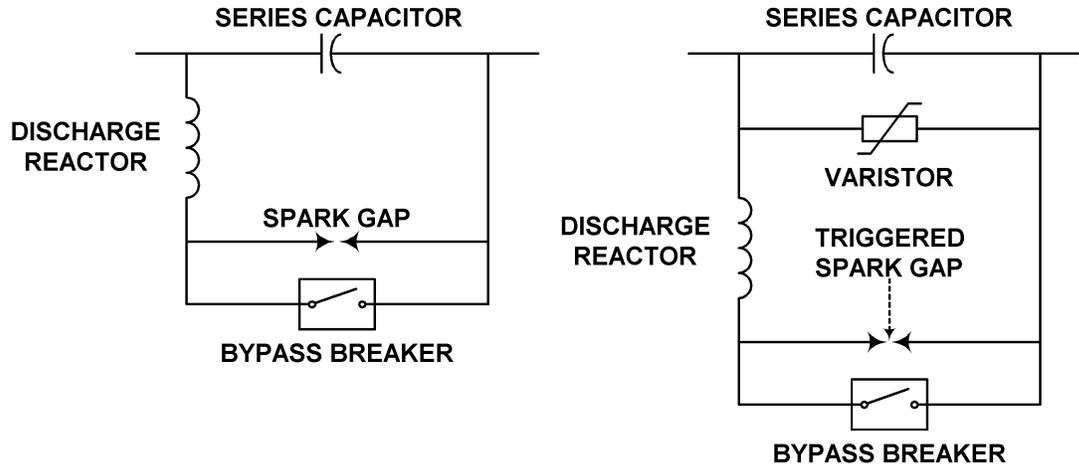 SERIES CAPACITOR
DISCHARGE
REACTOR
SPARK GAP
BYPASS BREAKER
SERIES CAPACITOR
VARISTOR
DISCHARGE
REACTOR
TRIGGERED
SPARK GAP
BYPASS BREAKER